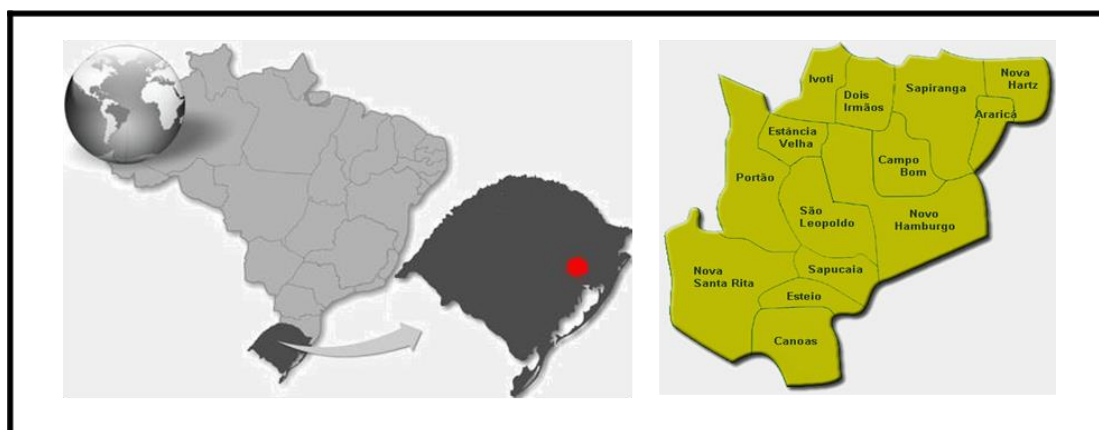 Ivoti
Dois
Irmãos
Sapiranga
Nova
Hartz
Araricá
Estância
Velha
Campo
Bom
Portão
São
Leopoldo
Novo
Hamburgo
Nova
Santa Rita
Sapucaia
Esteio
Canoas